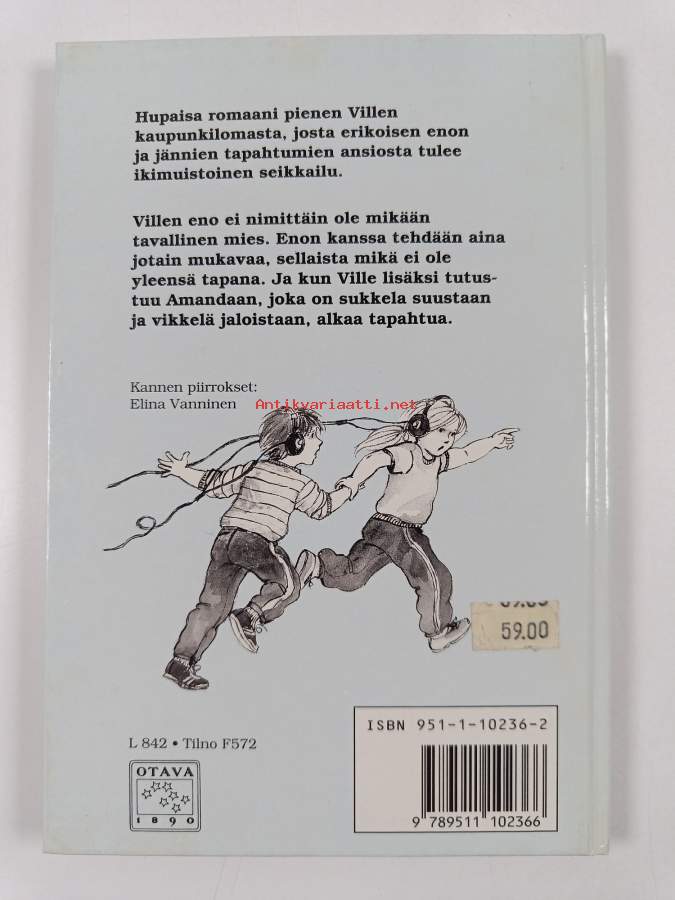 Hupaisa romaani pienen Villen
kaupunkilomasta, josta erikoisen enon
ja jännien tapahtumien ansiosta tulee
ikimuistoinen seikkailu.
Villen eno ei nimittäin ole mikään
tavallinen mies. Enon kanssa tehdään aina
jotain mukavaa, sellaista mikä ei ole
yleensä tapana. Ja kun Ville lisäksi tutus-
tuu Amandaan, joka on sukkela suustaan
ja vikkelä jaloistaan, alkaa tapahtua.
Kannen piirrokset:
Elina Vanninen
Antikvariaatti.net
59.00
L 842 • Tilno F572
OTAVA
1890
ISBN 951-1-10236-2
9 789511 102366